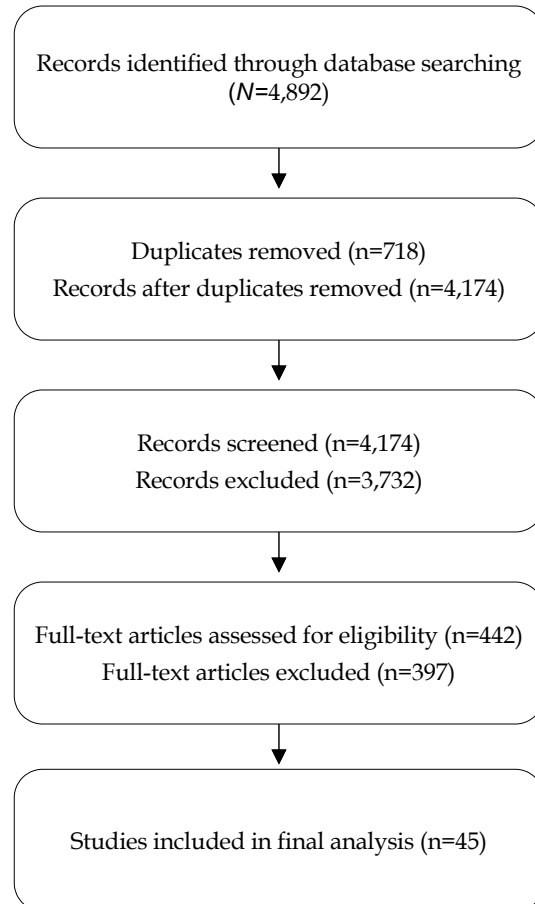 Records identified through database searching
(N=4,892)
Duplicates removed (n=718)
Records after duplicates removed (n=4,174)
Records screened (n=4,174)
Records excluded (n=3,732)
Full-text articles assessed for eligibility (n=442)
Full-text articles excluded (n=397)
Studies included in final analysis (n=45)